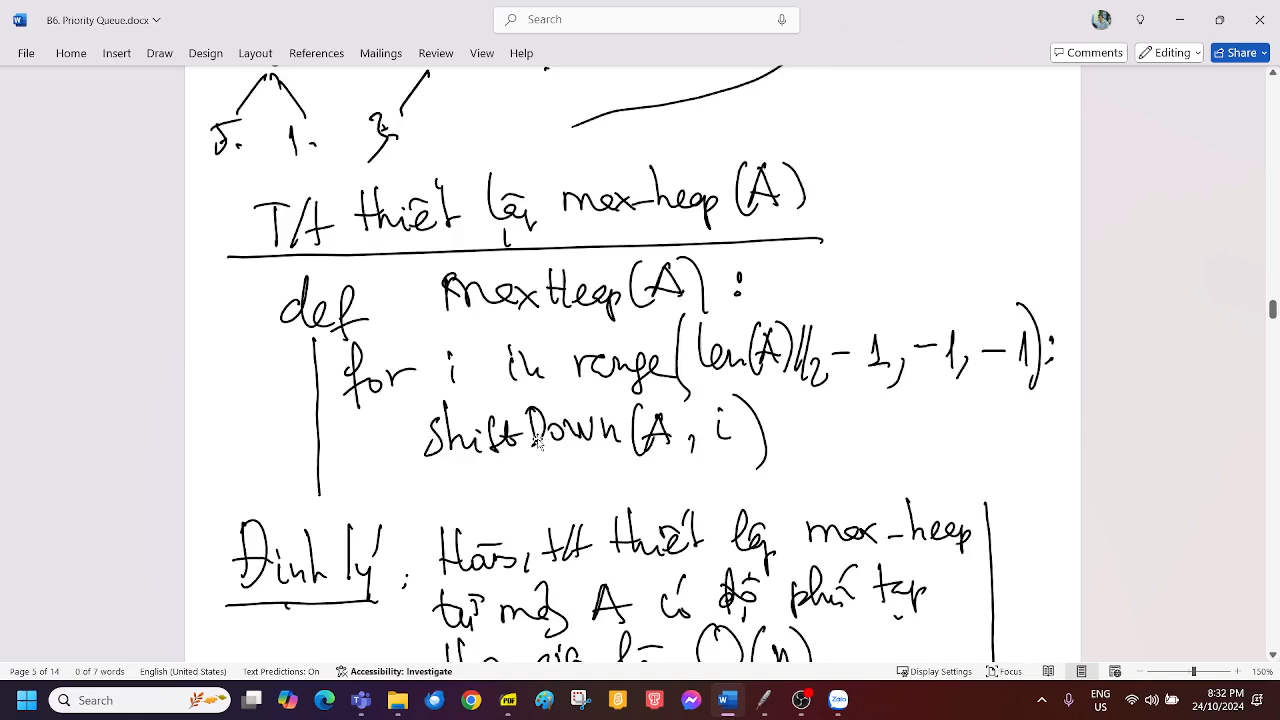 B6. Priority Queue.docx
Search
File Home Insert Draw Design Layout References Mailings Review View Help
Comments Editing Share
5. 1. 2
T/t thiết lập max-heap (A)
def maxHeap(A):
for i in range(len(A)//2 - 1, -1, -1):
shiftDown(A, i)
Định lý: Hàm, t/t thiết lập max-heap
từ mảng A có độ phức tạp
là O(n)
Page 5 of 14 0 of 7 words English (United States) Text Predictions: On Accessibility: Investigate Display Settings Focus 150%
Search ENG 8:32 PM
US 24/10/2024